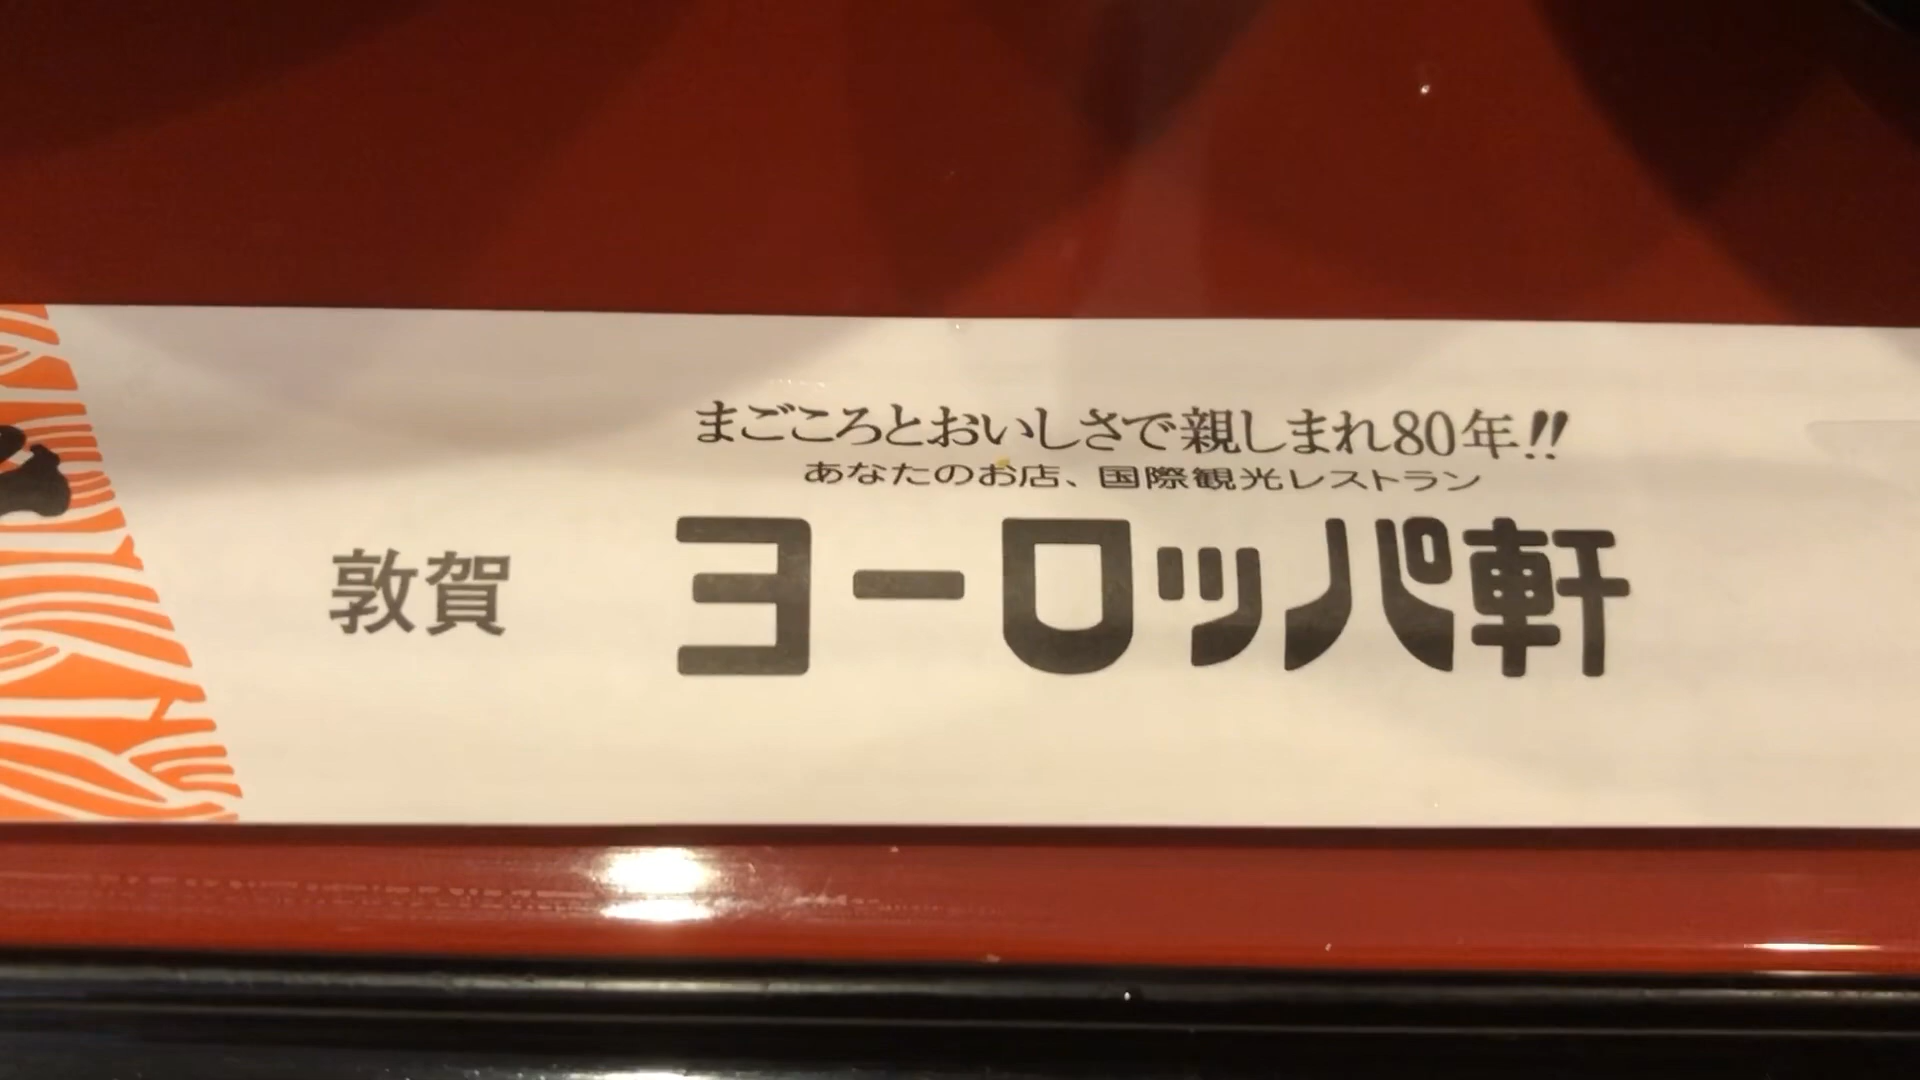 まごころとおいしさで親しまれ80年!!
あなたのお店、国際観光レストラン
敦賀 ヨーロッパ軒